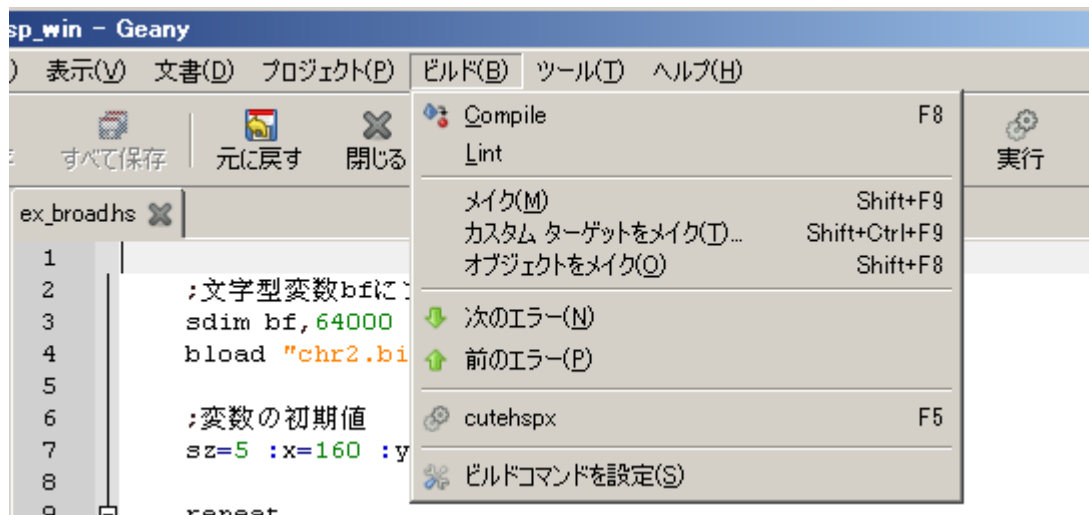 sp_win - Geany
) 表示(V) 文書(D) プロジェクト(P) ビルド(B) ツール(T) ヘルプ(H)
すべて保存 元に戻す 閉じる 実行
Compile F8
Lint
メイク(M) Shift+F9
カスタム ターゲットをメイク(T)... Shift+Ctrl+F9
オブジェクトをメイク(O) Shift+F8
次のエラー(N)
前のエラー(P)
cutehspx F5
ビルドコマンドを設定(S)
ex_broad.hs
1
2 ;文字型変数bfに
3 sdim bf,64000
4 bload "chr2.bi
5
6 ;変数の初期値
7 sz=5 :x=160 :y
8
9 repeat